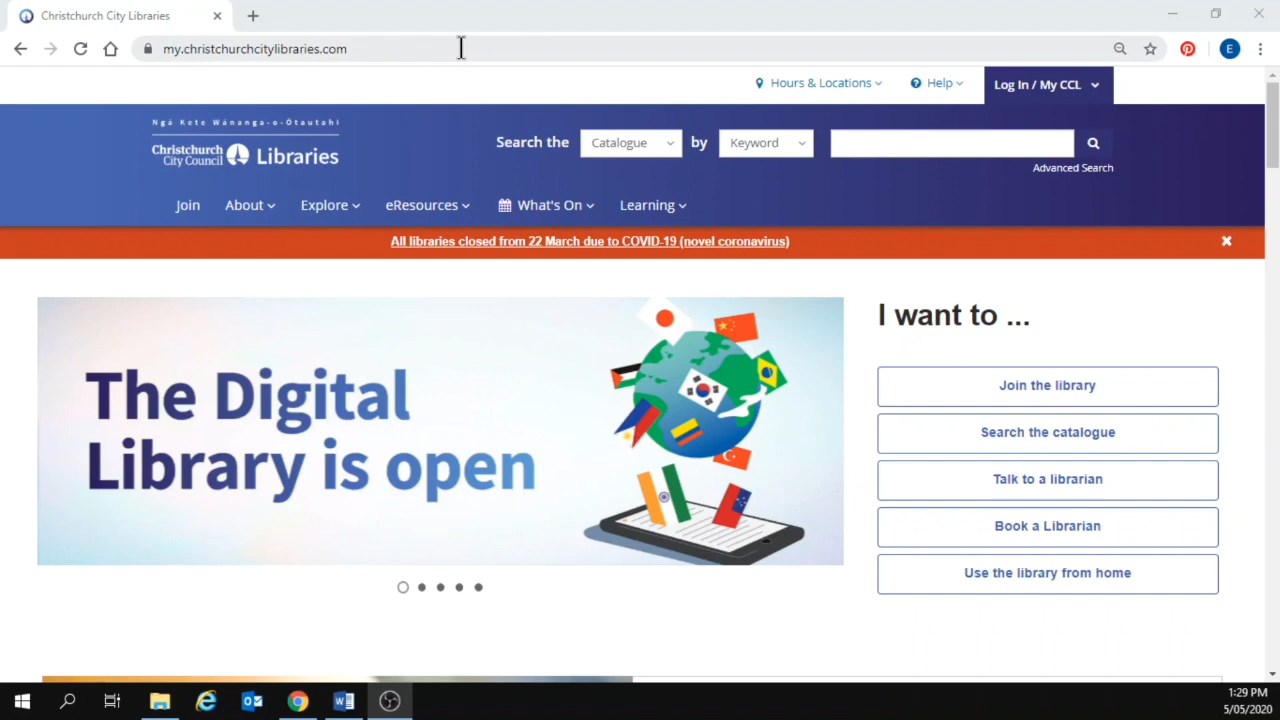 Christchurch City Libraries
my.christchurchcitylibraries.com
E
Hours & Locations
Help
Log In / My CCL
Ngā Kete Wānanga-o-Ōtautahi
Christchurch City Council Libraries
Search the
Catalogue
by
Keyword
Advanced Search
Join
About
Explore
eResources
What's On
Learning
All libraries closed from 22 March due to COVID-19 (novel coronavirus)
The Digital
Library is open
I want to ...
Join the library
Search the catalogue
Talk to a librarian
Book a Librarian
Use the library from home
1:29 PM
5/05/2020